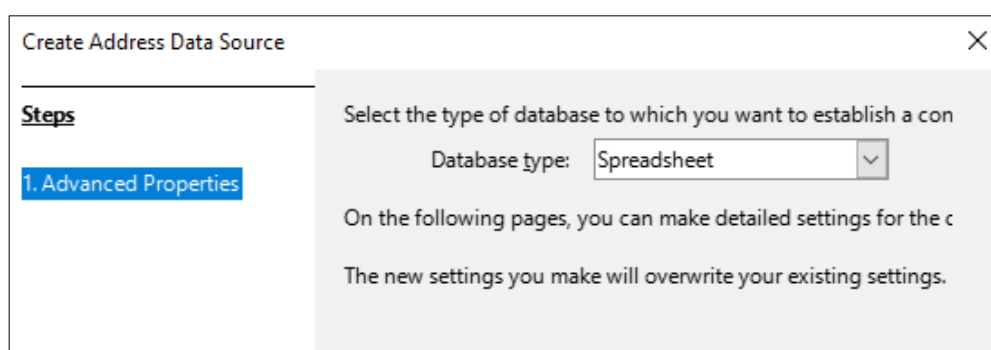 Create Address Data Source
Steps
1. Advanced Properties
Select the type of database to which you want to establish a con
Database type: Spreadsheet
On the following pages, you can make detailed settings for the c
The new settings you make will overwrite your existing settings.